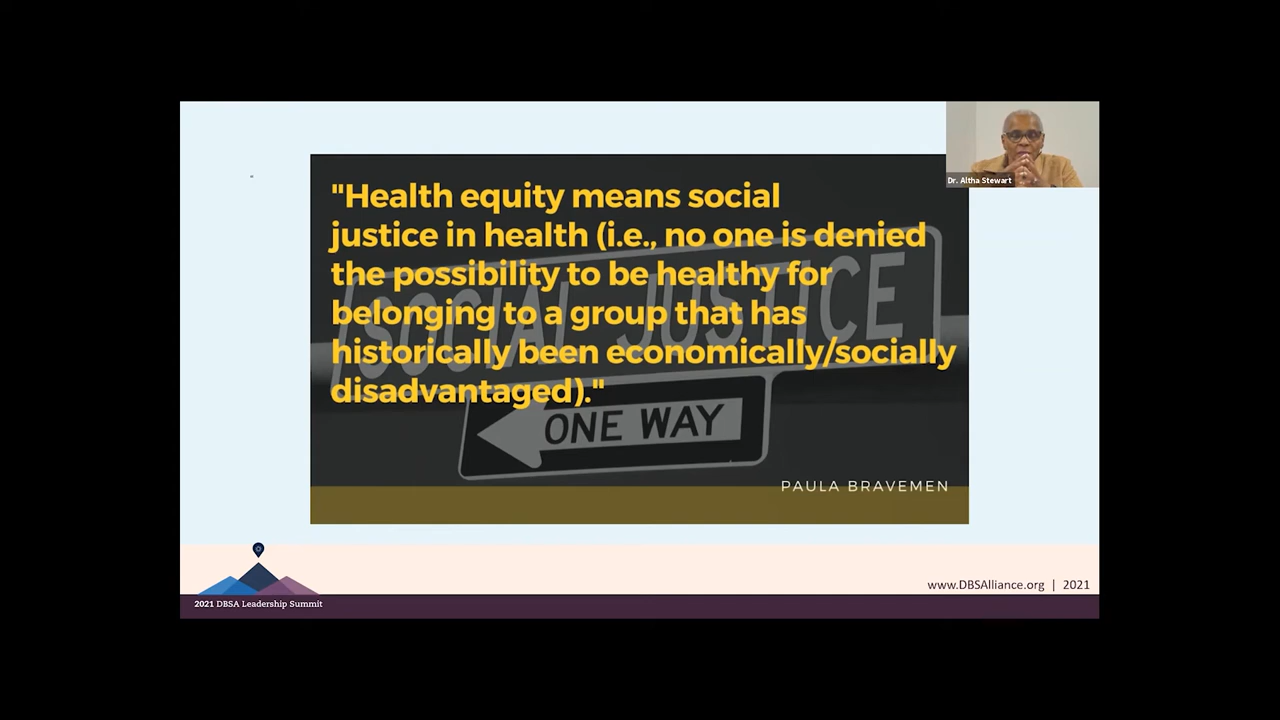 Dr. Altha Stewart
"Health equity means social
justice in health (i.e., no one is denied
the possibility to be healthy for
belonging to a group that has
historically been economically/socially
disadvantaged)."
SOCIAL JUSTICE
ONE WAY
PAULA BRAVEMEN
www.DBSAlliance.org | 2021
2021 DBSA Leadership Summit